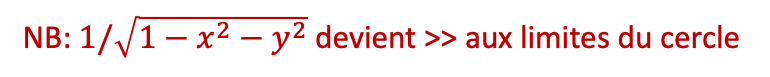 NB: 1/√(1 − x² − y²) devient >> aux limites du cercle